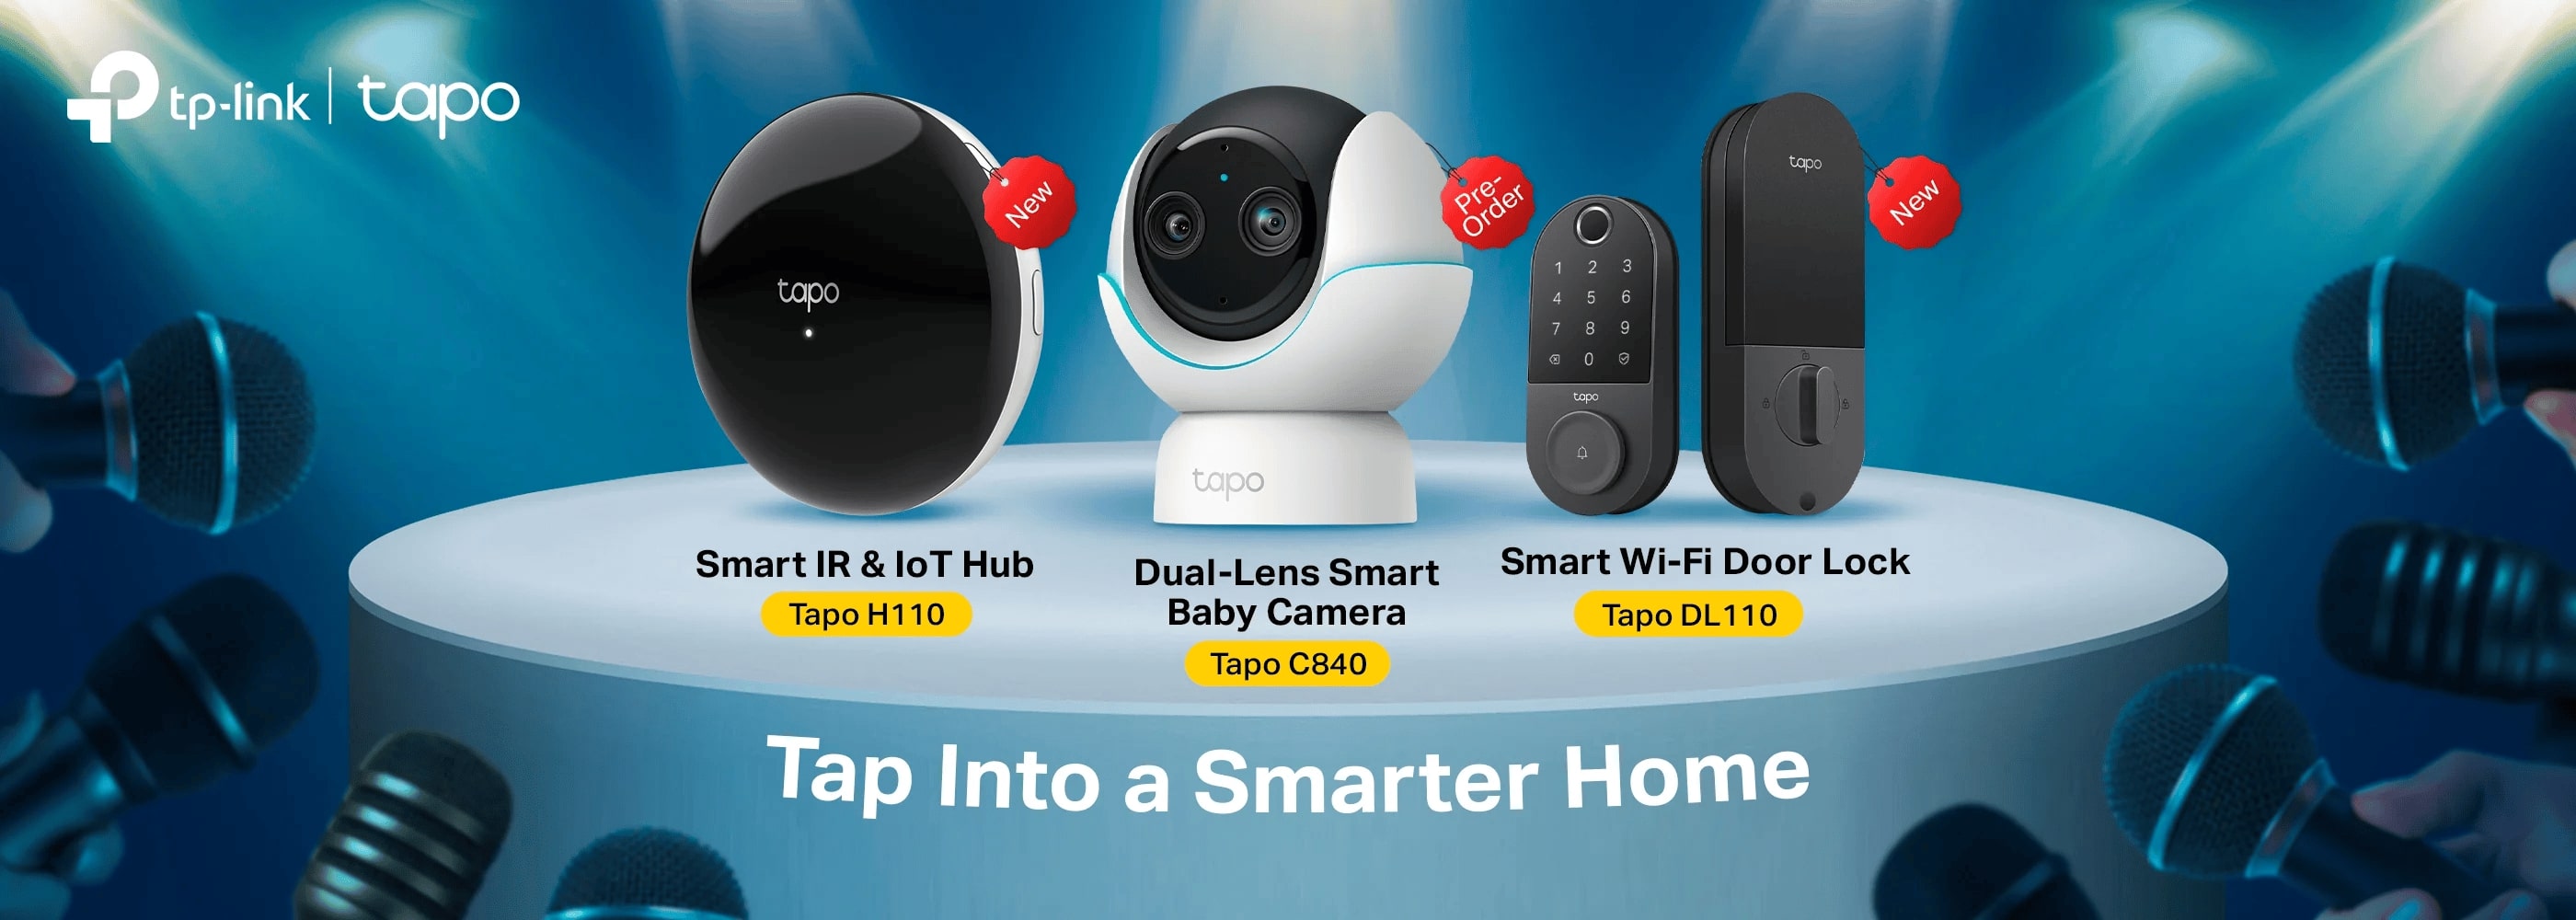 tp-link | tapo
New
Pre-
Order
New
tapo
tapo
tapo
1 2 3
4 5 6
7 8 9
0
tapo
tapo
Smart IR & IoT Hub
Tapo H110
Dual-Lens Smart
Baby Camera
Tapo C840
Smart Wi-Fi Door Lock
Tapo DL110
Tap Into a Smarter Home